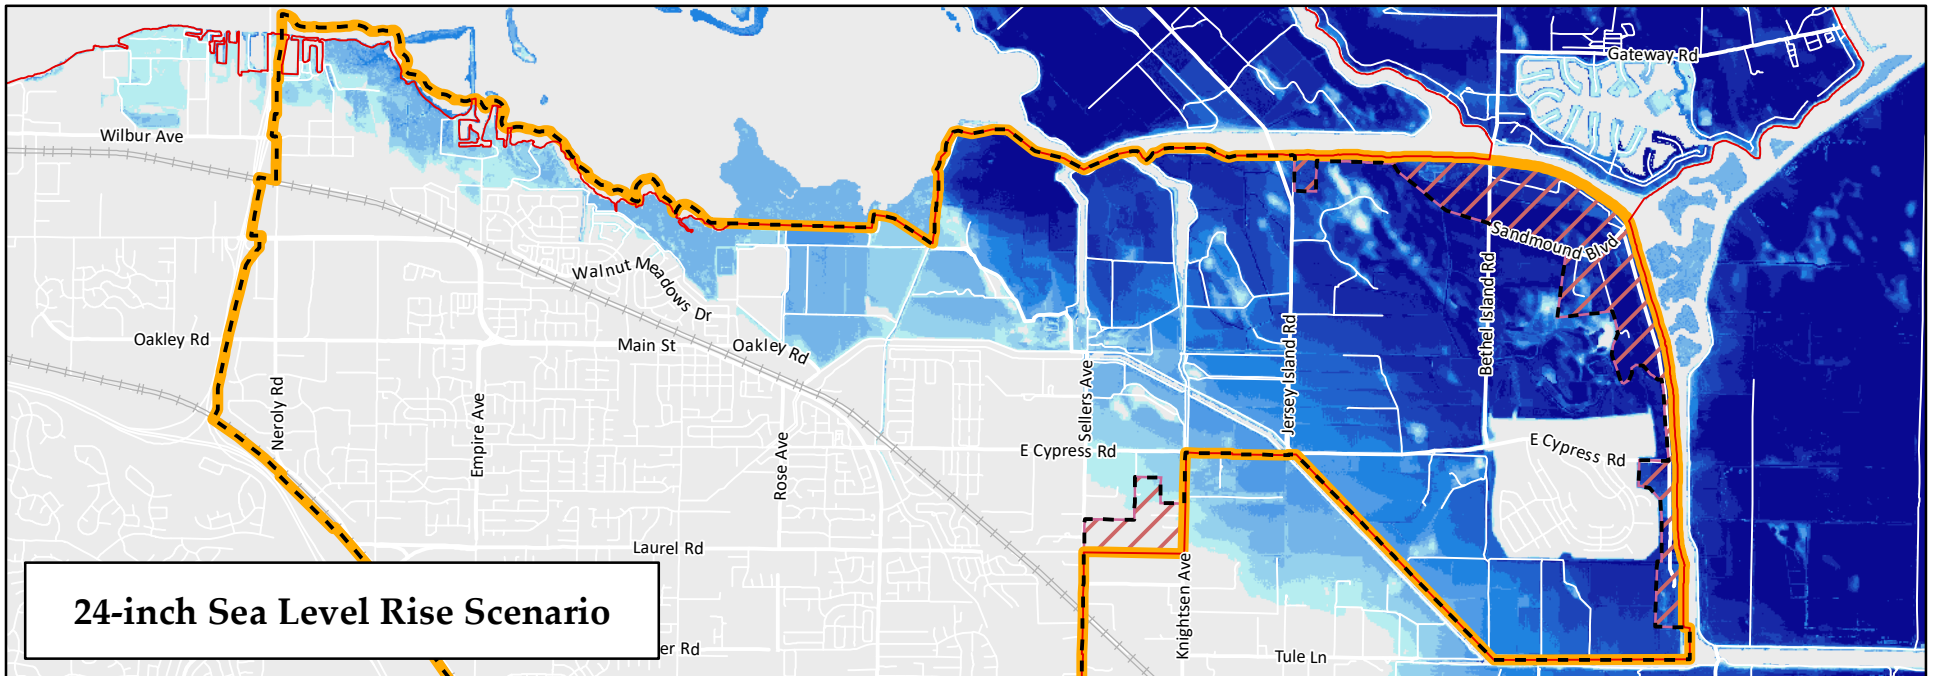 Gateway Rd
Wilbur Ave
Sandmound Blvd
Walnut Meadows Dr
Bethel Island Rd
Jersey Island Rd
Oakley Rd
Main St
Oakley Rd
Neroly Rd
Empire Ave
Rose Ave
Sellers Ave
E Cypress Rd
E Cypress Rd
Laurel Rd
Knightsen Ave
24-inch Sea Level Rise Scenario
er Rd
Tule Ln